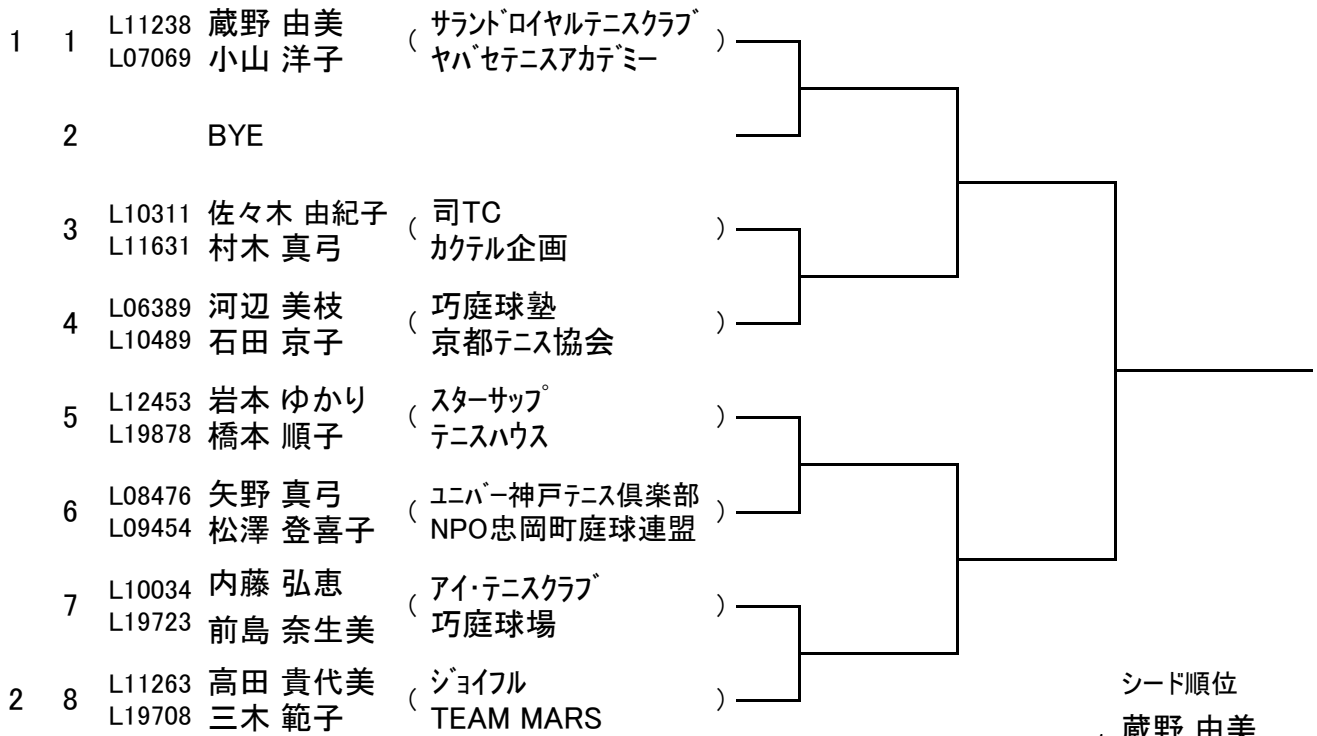 1 1 L11238 蔵野 由美 ( サランドロイヤルテニスクラブ )
L07069 小山 洋子 ヤバセテニスアカデミー
2 BYE
3 L10311 佐々木 由紀子 ( 司TC )
L11631 村木 真弓 カクテル企画
4 L06389 河辺 美枝 ( 巧庭球塾 )
L10489 石田 京子 京都テニス協会
5 L12453 岩本 ゆかり ( スターサップ )
L19878 橋本 順子 テニスハウス
6 L08476 矢野 真弓 ( ユニバー神戸テニス倶楽部 )
L09454 松澤 登喜子 NPO忠岡町庭球連盟
7 L10034 内藤 弘恵 ( アイ・テニスクラブ )
L19723 前島 奈生美 巧庭球場
2 8 L11263 高田 貴代美 ( ジョイフル )
L19708 三木 範子 TEAM MARS
シード順位
蔵野 由美